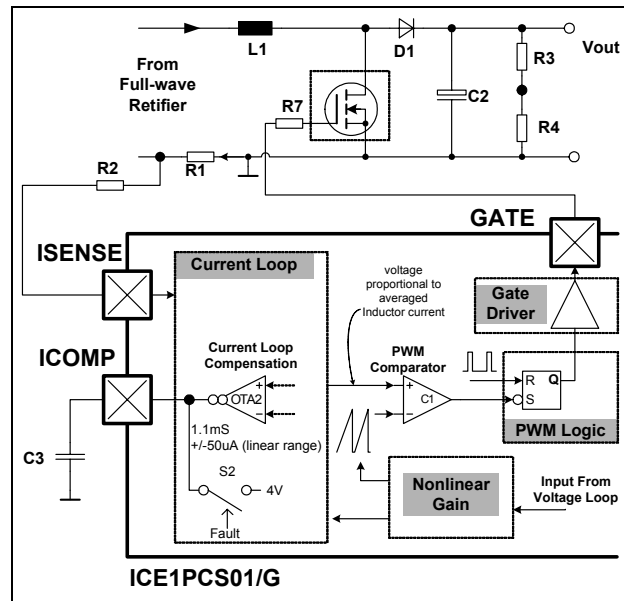 L1
D1
Vout
From
Full-wave
Retifier
R3
C2
R7
R4
R2
R1
GATE
ISENSE
Current Loop
voltage
proportional to
averaged
Inductor current
Gate
Driver
ICOMP
Current Loop
Compensation
PWM
Comparator
+
OTA2
−
+
C1
−
R
Q
S
C3
1.1mS
+/-50uA (linear range)
PWM Logic
S2
4V
Nonlinear
Gain
Input From
Voltage Loop
Fault
ICE1PCS01/G